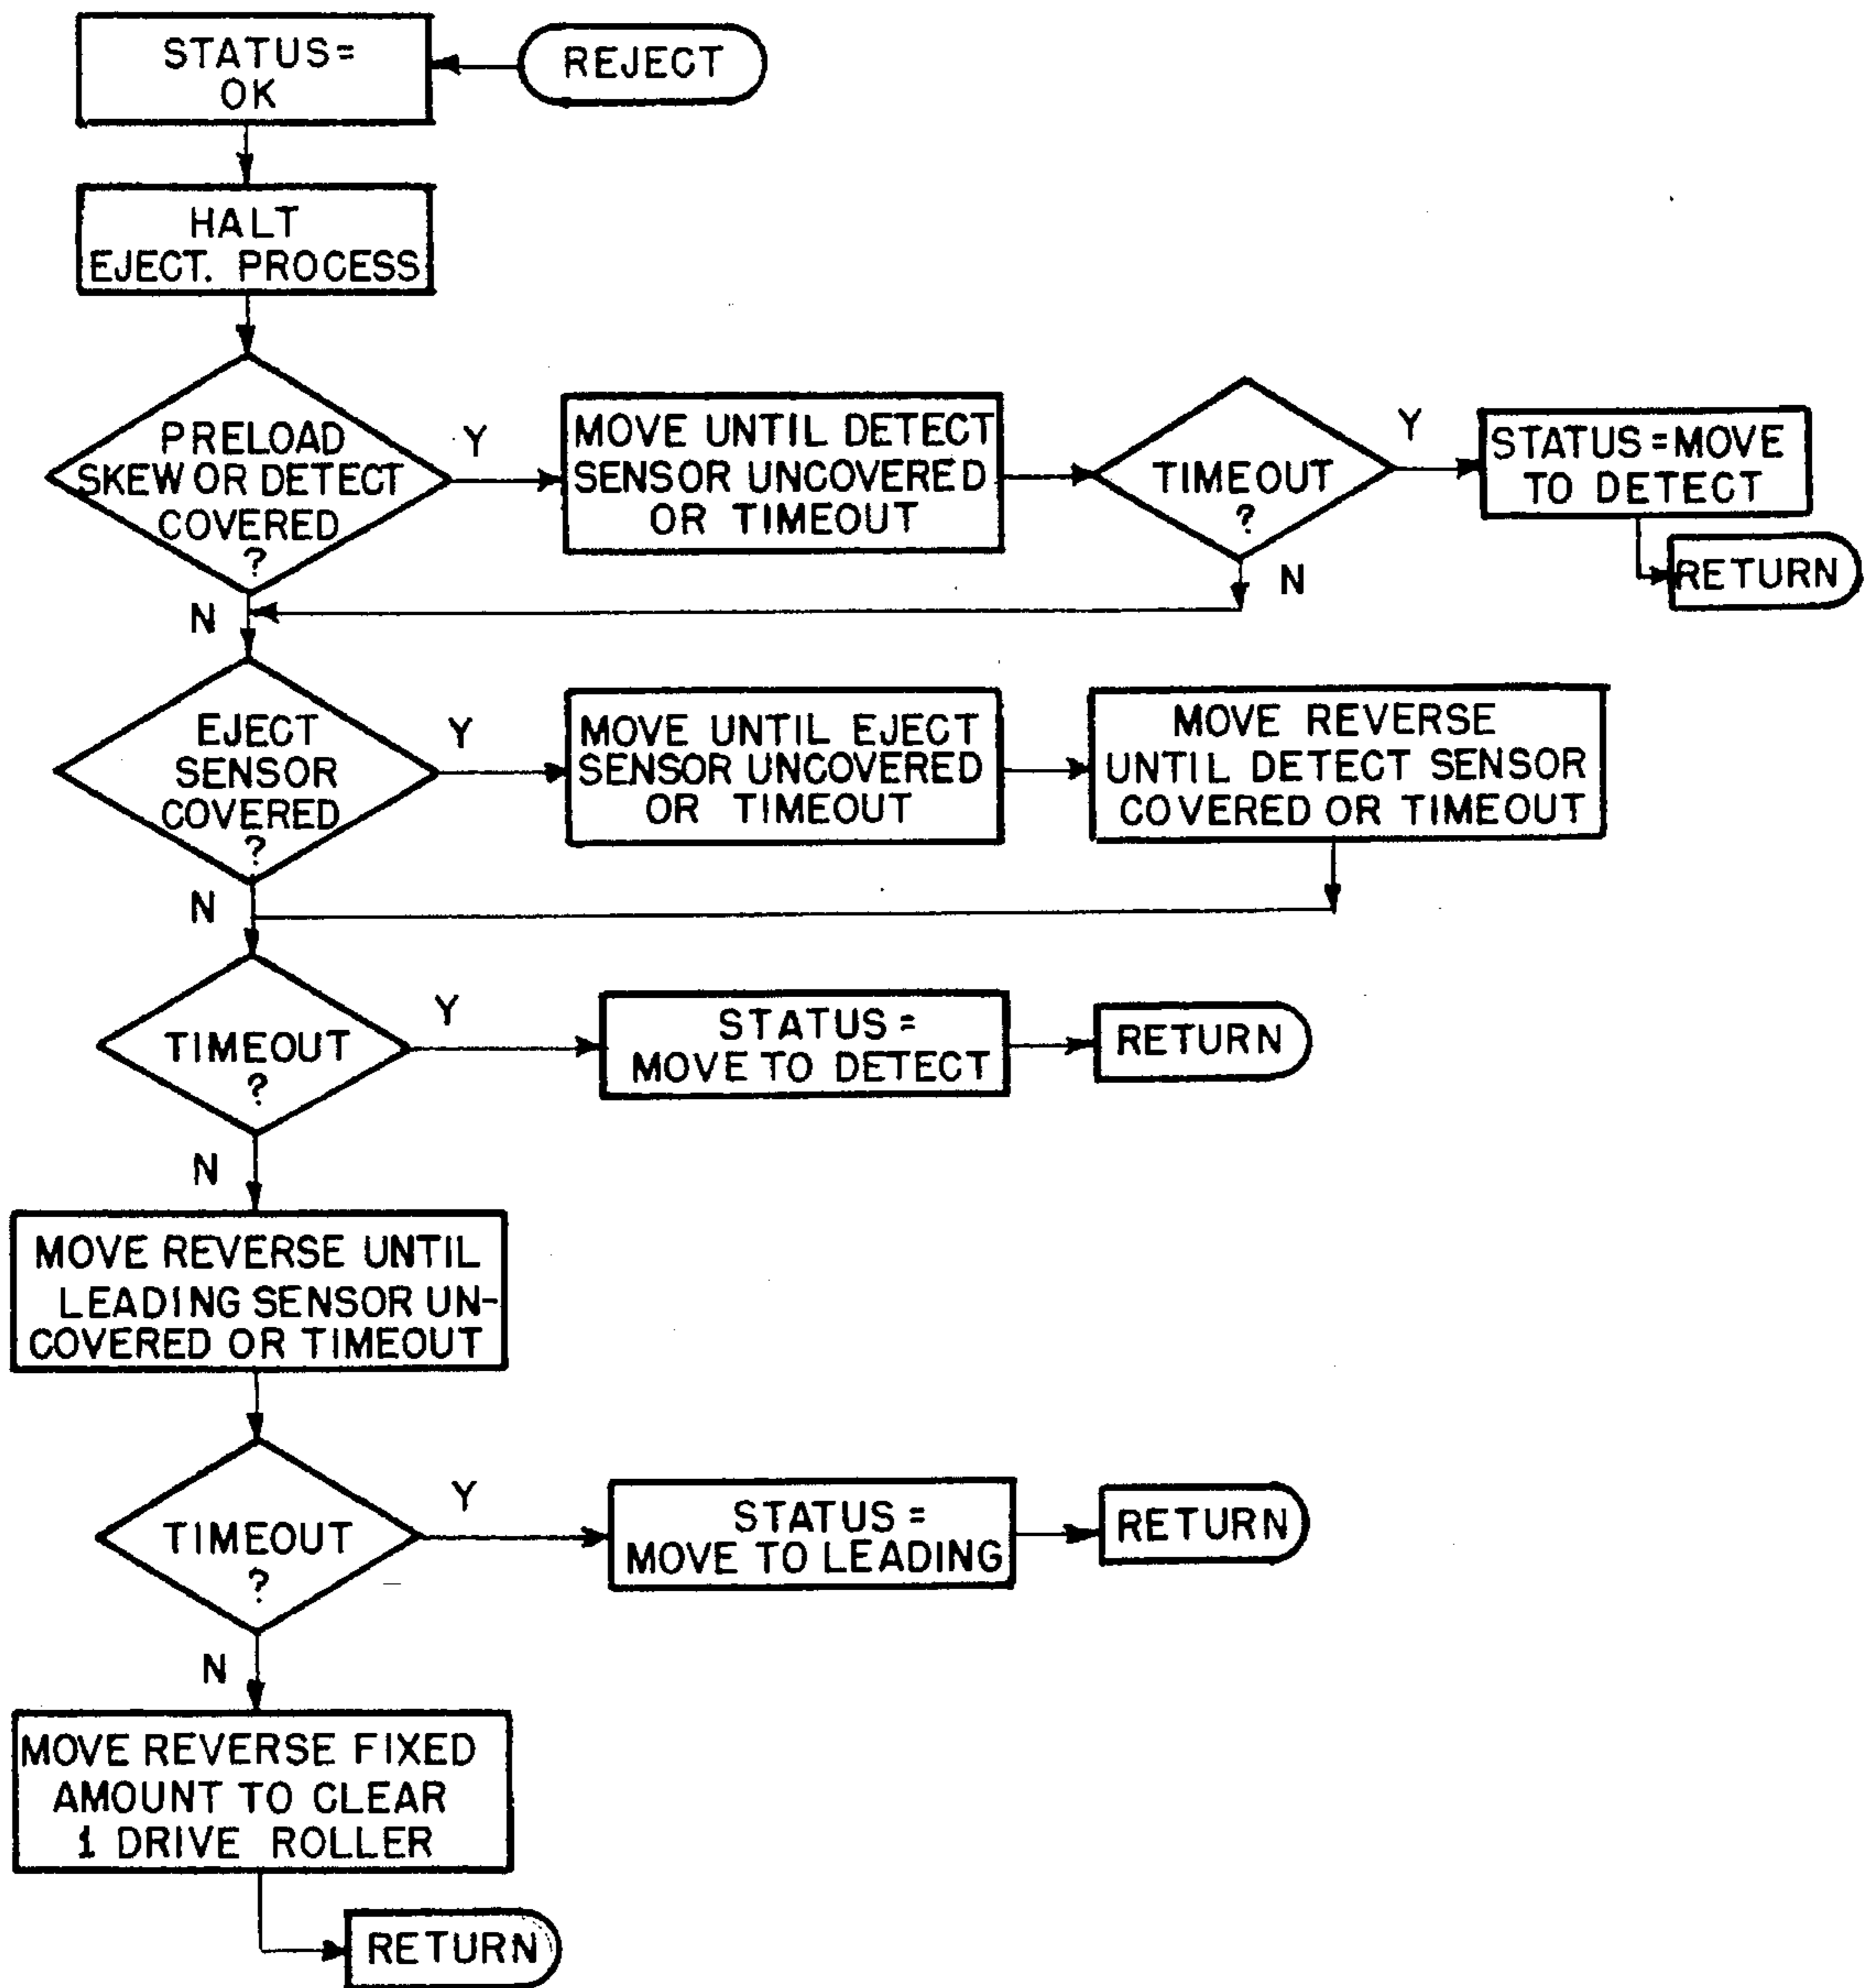 STATUS=
OK
REJECT
HALT
EJECT. PROCESS
PRELOAD
SKEW OR DETECT
COVERED
?
Y
MOVE UNTIL DETECT
SENSOR UNCOVERED
OR TIMEOUT
TIMEOUT
?
Y
STATUS=MOVE
TO DETECT
RETURN
N
N
EJECT
SENSOR
COVERED
?
Y
MOVE UNTIL EJECT
SENSOR UNCOVERED
OR TIMEOUT
MOVE REVERSE
UNTIL DETECT SENSOR
COVERED OR TIMEOUT
N
TIMEOUT
?
Y
STATUS=
MOVE TO DETECT
RETURN
N
MOVE REVERSE UNTIL
LEADING SENSOR UN-
COVERED OR TIMEOUT
TIMEOUT
?
Y
STATUS=
MOVE TO LEADING
RETURN
N
MOVE REVERSE FIXED
AMOUNT TO CLEAR
1 DRIVE ROLLER
RETURN